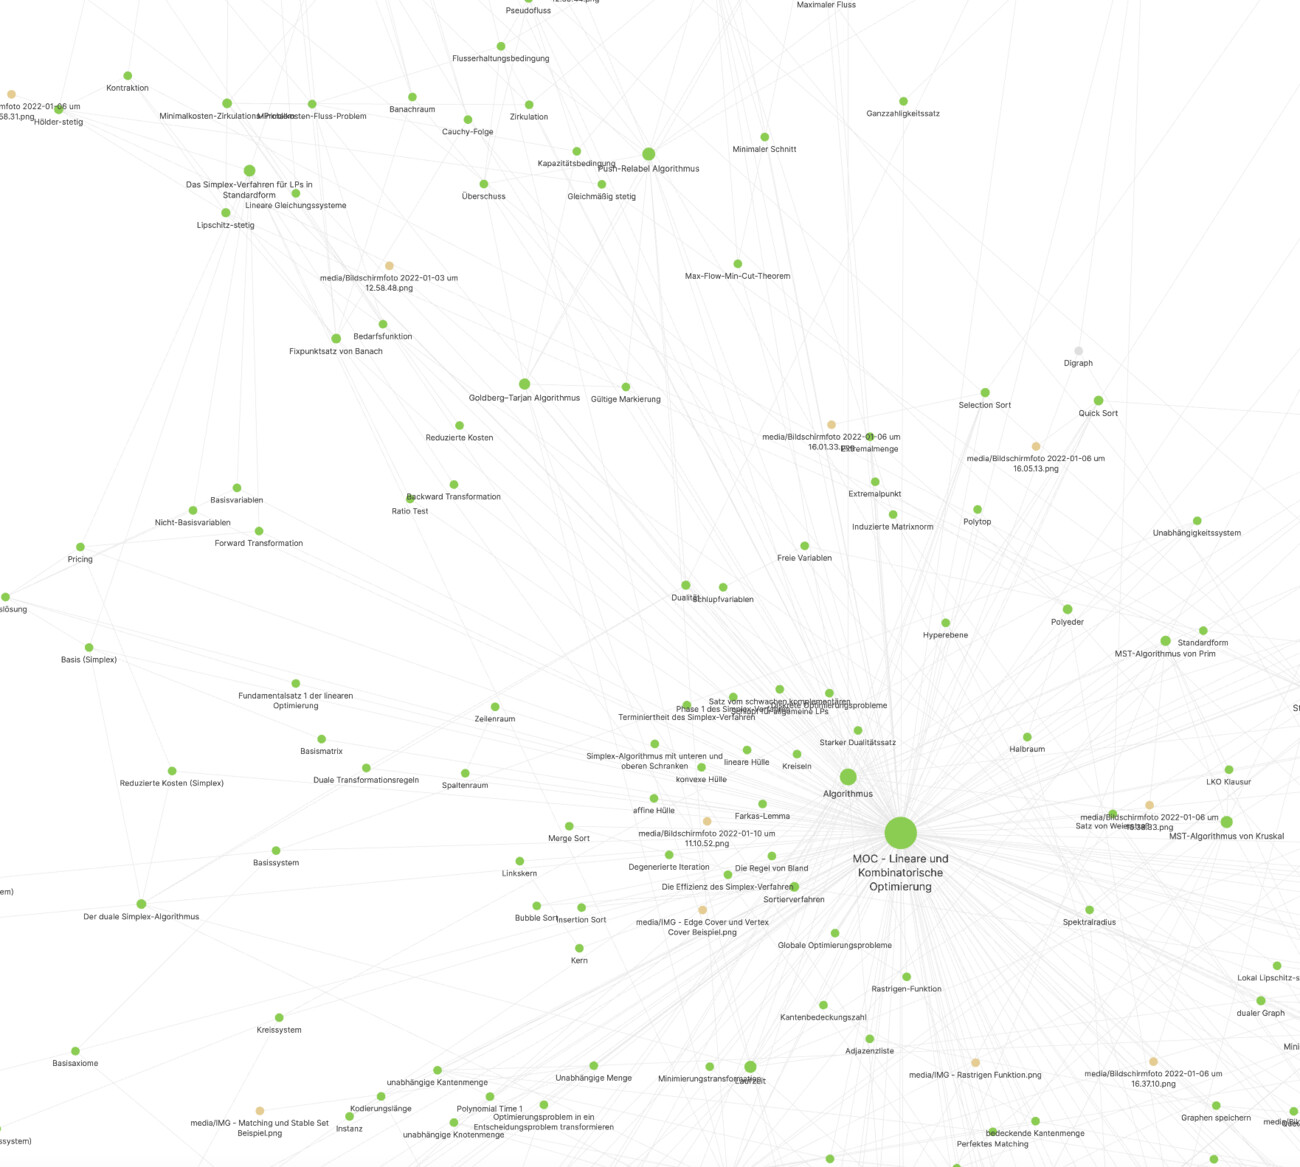 Pseudofluss
Maximaler Fluss
Flusserhaltungsbedingung
Kontraktion
58.31.png
Hölder-stetig
Minimalkosten-Fluss-Problem
Banachraum
Cauchy-Folge
Zirkulation
Ganzzahligkeitssatz
Minimaler Schnitt
Kapazitätsbedingung
Push-Relabel Algorithmus
Das Simplex-Verfahren für LPs in
Standardform
Lineare Gleichungssysteme
Überschuss
Gleichmäßig stetig
Lipschitz-stetig
media/Bildschirmfoto 2022-01-03 um
12.58.48.png
Max-Flow-Min-Cut-Theorem
Bedarfsfunktion
Fixpunktsatz von Banach
Digraph
Goldberg–Tarjan Algorithmus
Gültige Markierung
Selection Sort
Quick Sort
Reduzierte Kosten
media/Bildschirmfoto 2022-01-06 um
16.01.33.png
Extremalmenge
media/Bildschirmfoto 2022-01-06 um
16.05.13.png
Basisvariablen
Backward Transformation
Ratio Test
Extremalpunkt
Nicht-Basisvariablen
Induzierte Matrixnorm
Polytop
Unabhängigkeitssystem
Forward Transformation
Pricing
Freie Variablen
slösung
Dualität
Schlupfvariablen
Hyperebene
Polyeder
Standardform
MST-Algorithmus von Prim
Basis (Simplex)
Fundamentalsatz 1 der linearen
Optimierung
Zeilenraum
Satz vom schwachen komplementären
Schlupf für allgemeine LPs
Phase 1 des Simplex-Verfahren
Terminiertheit des Simplex-Verfahren
St
Basismatrix
Simplex-Algorithmus mit unteren und
oberen Schranken
lineare Hülle
Kreiseln
Starker Dualitätssatz
Halbraum
Reduzierte Kosten (Simplex)
Duale Transformationsregeln
Spaltenraum
konvexe Hülle
Algorithmus
LKO Klausur
affine Hülle
Farkas-Lemma
media/Bildschirmfoto 2022-01-06 um
Satz von Weierstraß
MST-Algorithmus von Kruskal
Merge Sort
media/Bildschirmfoto 2022-01-10 um
11.10.52.png
MOC - Lineare und
Kombinatorische
Optimierung
Basissystem
Linkskern
Degenerierte Iteration
Die Regel von Bland
Die Effizienz des Simplex-Verfahren
Sortierverfahren
em)
Der duale Simplex-Algorithmus
Bubble Sort
Insertion Sort
media/IMG - Edge Cover und Vertex
Cover Beispiel.png
Spektralradius
Kern
Globale Optimierungsprobleme
Rastrigen-Funktion
Lokal Lipschitz-s
Kreissystem
Kantenbedeckungszahl
dualer Graph
Basisaxiome
Adjazenzliste
Mini
unabhängige Kantenmenge
Unabhängige Menge
Minimierungstransformation
Laufzeit
media/IMG - Rastrigen Funktion.png
media/Bildschirmfoto 2022-01-06 um
16.37.10.png
Kodierungslänge
Polynomial Time 1
Optimierungsproblem in ein
Entscheidungsproblem transformieren
media/IMG - Matching und Stable Set
Beispiel.png
Instanz
unabhängige Knotenmenge
bedeckende Kantenmenge
Perfektes Matching
Graphen speichern
ssystem)